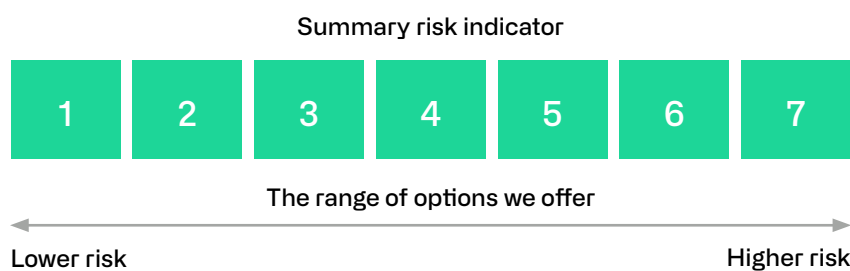 Summary risk indicator
1 2 3 4 5 6 7
The range of options we offer
Lower risk Higher risk